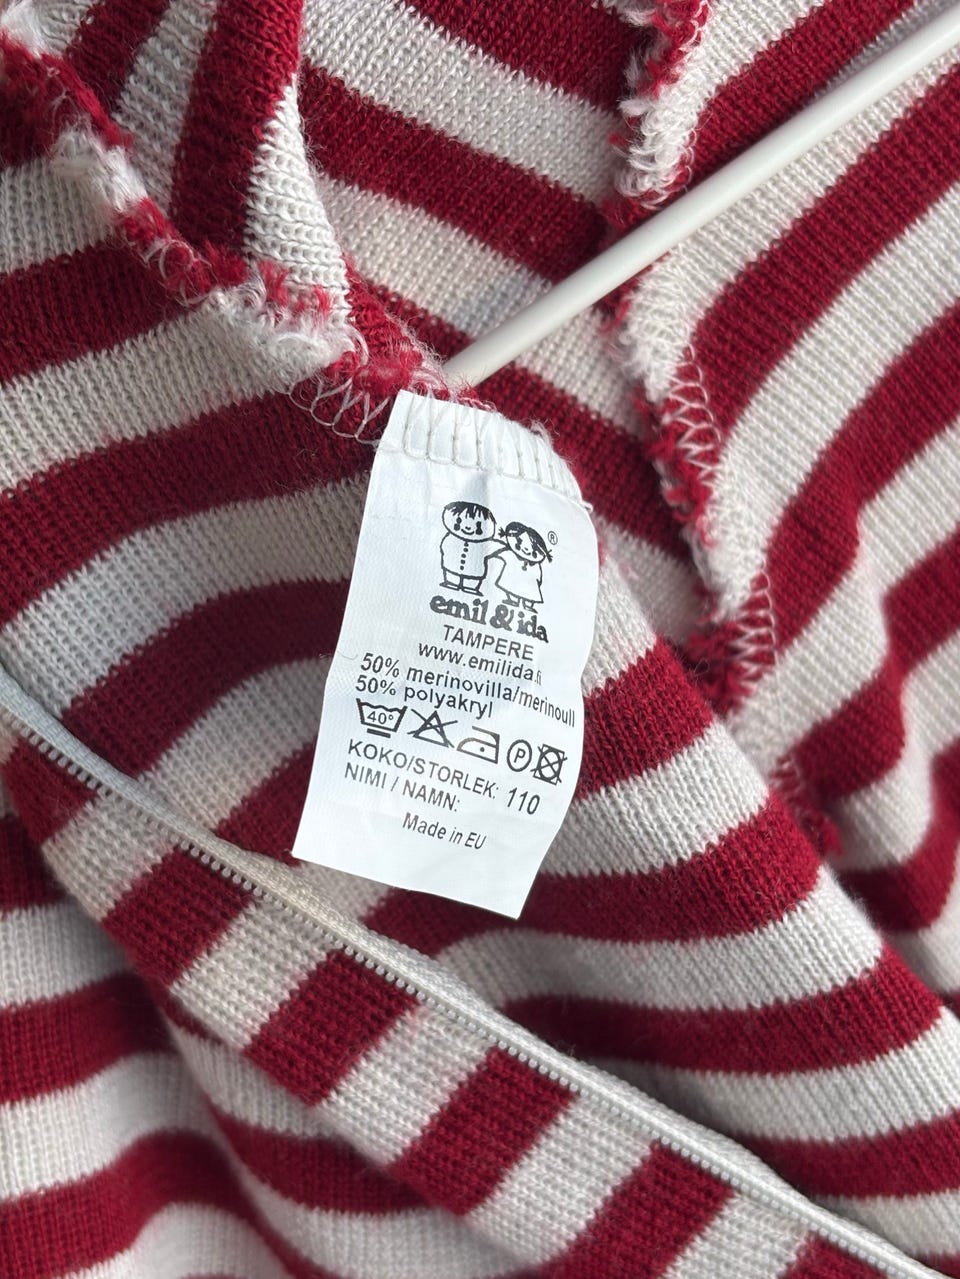 ®
emil & ida
TAMPERE
www.emilida.fi
50% merinovilla/merinoull
50% polyakryl
40° P
KOKO/STORLEK: 110
NIMI / NAMN:
Made in EU